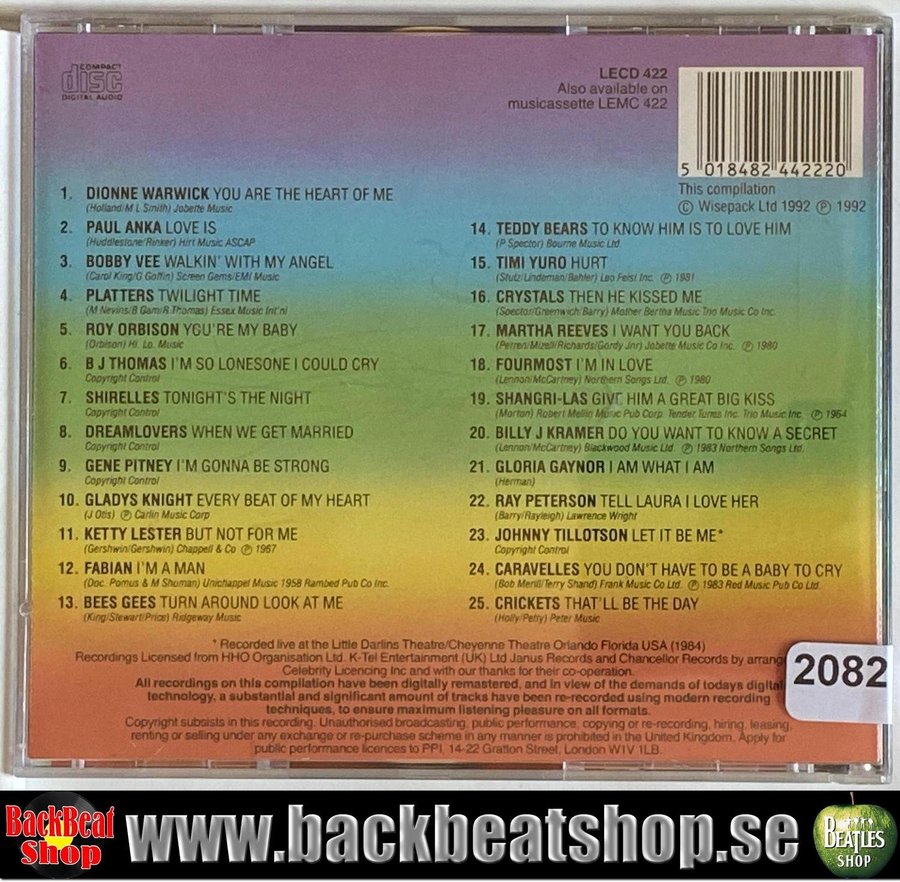 COMPACT
disc
DIGITAL AUDIO
LECD 422
Also available on
musicassette LEMC 422
5 018482 442220
This compilation
© Wisepack Ltd 1992 ℗ 1992
1. DIONNE WARWICK YOU ARE THE HEART OF ME
(Holland/M L Smith) Jobette Music
2. PAUL ANKA LOVE IS
(Huddlestone/Rinker) Hirt Music ASCAP
3. BOBBY VEE WALKIN' WITH MY ANGEL
(Carol King/G Goffin) Screen Gems/EMI Music
4. PLATTERS TWILIGHT TIME
(M Nevins/B Gam/R Thomas) Essex Music Int'nl
5. ROY ORBISON YOU'RE MY BABY
(Orbison) Hi. Lo. Music
6. B J THOMAS I'M SO LONESONE I COULD CRY
Copyright Control
7. SHIRELLES TONIGHT'S THE NIGHT
Copyright Control
8. DREAMLOVERS WHEN WE GET MARRIED
Copyright Control
9. GENE PITNEY I'M GONNA BE STRONG
Copyright Control
10. GLADYS KNIGHT EVERY BEAT OF MY HEART
(J Otis) ℗ Carlin Music Corp
11. KETTY LESTER BUT NOT FOR ME
(Gershwin/Gershwin) Chappell & Co ℗ 1967
12. FABIAN I'M A MAN
(Doc. Pomus & M Shoman) Unichappel Music 1958 Rambed Pub Co Inc.
13. BEES GEES TURN AROUND LOOK AT ME
(King/Stewart/Price) Ridgeway Music
14. TEDDY BEARS TO KNOW HIM IS TO LOVE HIM
(P Spector) Bourne Music Ltd
15. TIMI YURO HURT
(Stutz/Lindeman/Bahler) Leo Feisi Inc. ℗ 1981
16. CRYSTALS THEN HE KISSED ME
(Spector/Greenwich/Barry) Mother Bertha Music Trio Music Co Inc.
17. MARTHA REEVES I WANT YOU BACK
(Perren/Mizell/Richards/Gordy Jnr) Jobette Music Co Inc. ℗ 1980
18. FOURMOST I'M IN LOVE
(Lennon/McCartney) Northern Songs Ltd. ℗ 1980
19. SHANGRI-LAS GIVE HIM A GREAT BIG KISS
(Morton) Robert Mellin Music Pub Corp. Tender Tunes Inc. Trio Music Inc. ℗ 1964
20. BILLY J KRAMER DO YOU WANT TO KNOW A SECRET
(Lennon/McCartney) Blackwood Music Ltd. ℗ 1983 Northern Songs Ltd.
21. GLORIA GAYNOR I AM WHAT I AM
(Herman)
22. RAY PETERSON TELL LAURA I LOVE HER
(Barry/Rayleigh) Lawrence Wright
23. JOHNNY TILLOTSON LET IT BE ME*
Copyright Control
24. CARAVELLES YOU DON'T HAVE TO BE A BABY TO CRY
(Bob Merill/Terry Shand) Frank Music Co Ltd. ℗ 1983 Red Music Pub Co Ltd.
25. CRICKETS THAT'LL BE THE DAY
(Holly/Petty) Peter Music
* Recorded live at the Little Darlins Theatre/Cheyenne Theatre Orlando Florida USA (1984)
Recordings Licensed from HHO Organisation Ltd. K-Tel Entertainment (UK) Ltd Janus Records and Chancellor Records by arrang
Celebrity Licencing Inc and with our thanks for their co-operation.
All recordings on this compilation have been digitally remastered, and in view of the demands of todays digital
technology, a substantial and significant amount of tracks have been re-recorded using modern recording
techniques, to ensure maximum listening pleasure on all formats.
Copyright subsists in this recording. Unauthorised broadcasting, public performance, copying or re-recording, hiring, leasing,
renting or selling under any exchange or re-purchase scheme in any manner is prohibited in the United Kingdom. Apply for
public performance licences to PPI, 14-22 Gratton Street, London W1V 1LB.
2082
BackBeat
Shop
www.backbeatshop.se
THE
BEATLES
SHOP